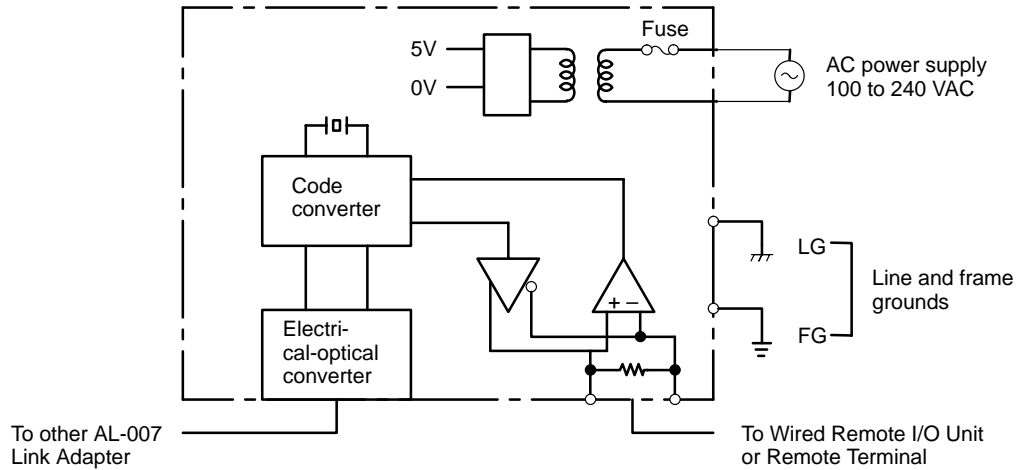 Fuse
5V
0V
AC power supply
100 to 240 VAC
Code
converter
+ −
LG
Line and frame
grounds
FG
Electri-
cal-optical
converter
To other AL-007
Link Adapter
To Wired Remote I/O Unit
or Remote Terminal